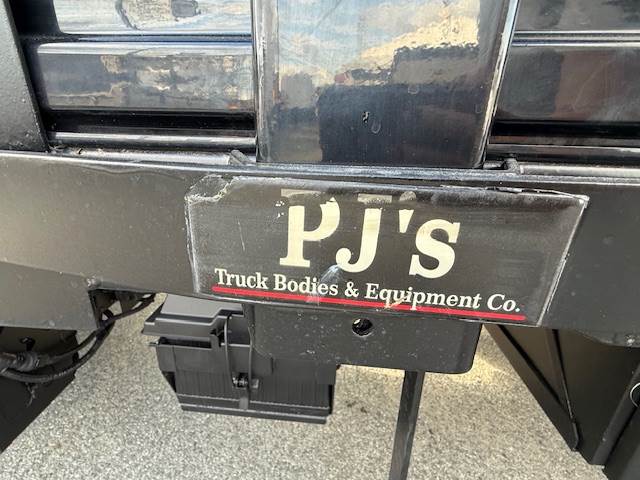 PJ's
Truck Bodies & Equipment Co.